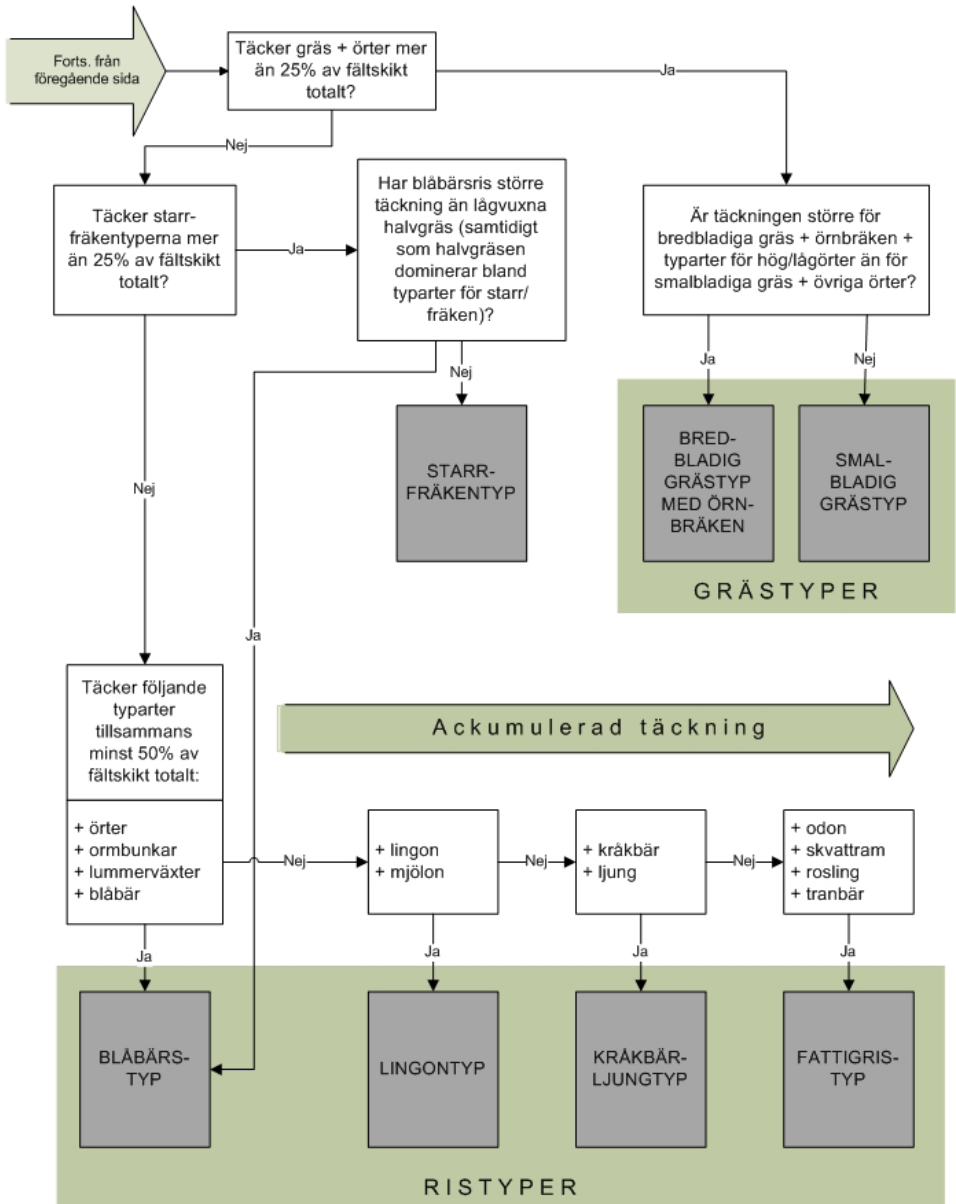 Forts. från
föregående sida
Täcker gräs + örter mer
än 25% av fältskikt
totalt?
Ja
Nej
Täcker starr-
fräkentyperna mer
än 25% av fältskikt
totalt?
Ja
Har blåbärsris större
täckning än lågvuxna
halvgräs (samtidigt
som halvgräsen
dominerar bland
typarter för starr/
fräken)?
Är täckningen större för
bredbladiga gräs + örnbräken +
typarter för hög/lågörter än för
smalbladiga gräs + övriga örter?
Nej
Ja
Nej
STARR-
FRÄKENTYP
BRED-
BLADIG
GRÄSTYP
MED ÖRN-
BRÄKEN
SMAL-
BLADIG
GRÄSTYP
GRÄSTYPER
Nej
Ja
Täcker följande
typarter
tillsammans
minst 50% av
fältskikt totalt:
+ örter
+ ormbunkar
+ lummerväxter
+ blåbär
Ackumulerad täckning
Nej
+ lingon
+ mjölon
Nej
+ kråkbär
+ ljung
Nej
+ odon
+ skvattram
+ rosling
+ tranbär
Ja
Ja
Ja
Ja
BLÅBÄRS-
TYP
LINGONTYP
KRÅKBÄR-
LJUNGTYP
FATTIGRIS-
TYP
RISTYPER